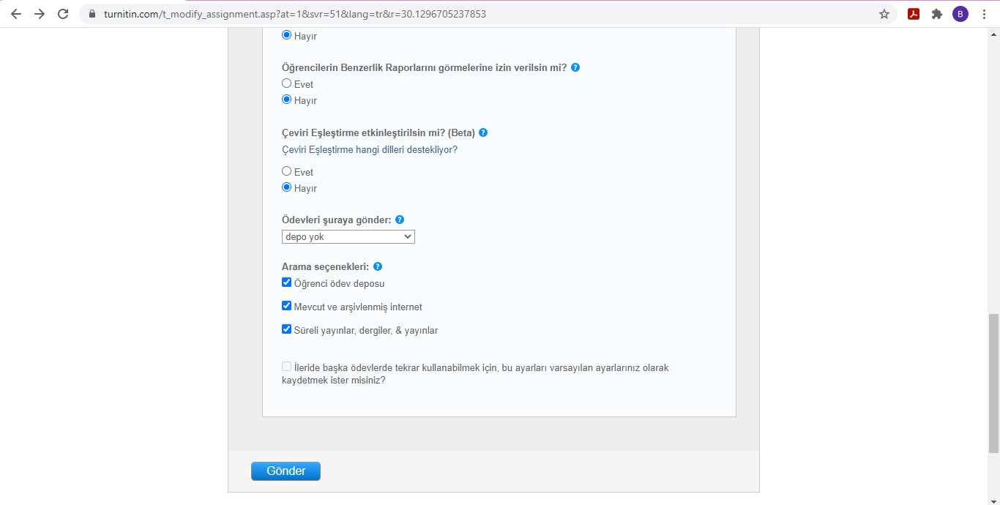 turnitin.com/t_modify_assignment.asp?at=1&svr=51&lang=tr&r=30.1296705237853
B
Hayır
Öğrencilerin Benzerlik Raporlarını görmelerine izin verilsin mi? ?
Evet
Hayır
Çeviri Eşleştirme etkinleştirilsin mi? (Beta) ?
Çeviri Eşleştirme hangi dilleri destekliyor?
Evet
Hayır
Ödevleri şuraya gönder: ?
depo yok
Arama seçenekleri: ?
Öğrenci ödev deposu
Mevcut ve arşivlenmiş internet
Süreli yayınlar, dergiler, & yayınlar
İleride başka ödevlerde tekrar kullanabilmek için, bu ayarları varsayılan ayarlarınız olarak
kaydetmek ister misiniz?
Gönder